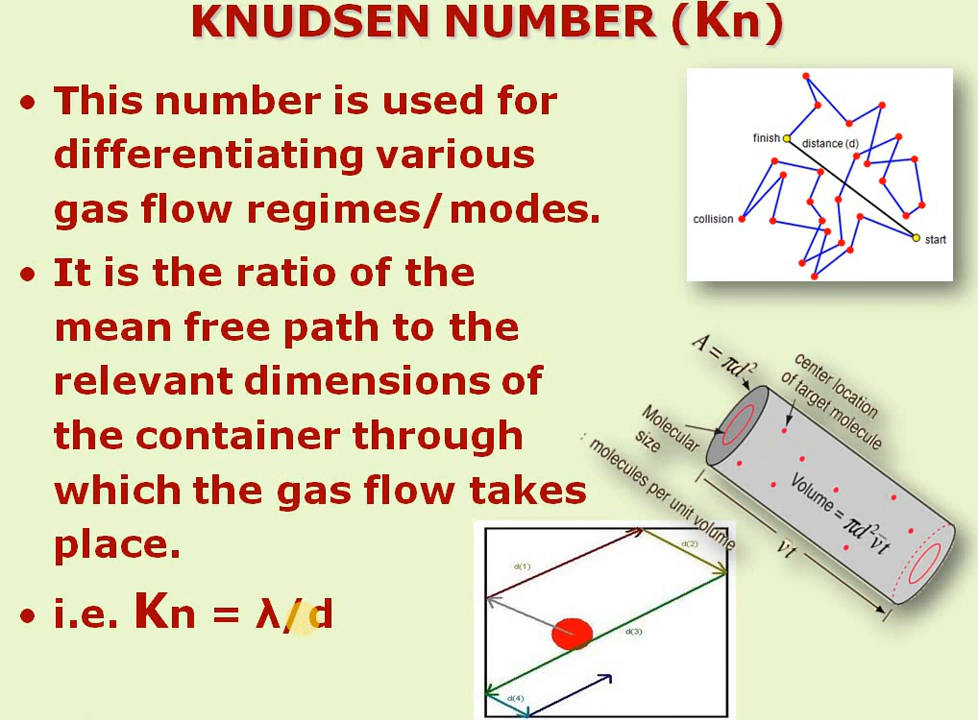 KNUDSEN NUMBER (Kn)
• This number is used for
differentiating various
gas flow regimes/modes.
• It is the ratio of the
mean free path to the
relevant dimensions of
the container through
which the gas flow takes
place.
• i.e. Kn = λ/d
finish
distance (d)
collision
start
A = πd²
center location
of target molecule
Molecular
size
: molecules per unit volume
Volume = πd²v̄t
v̄t
d(1)
d(2)
d(3)
d(4)